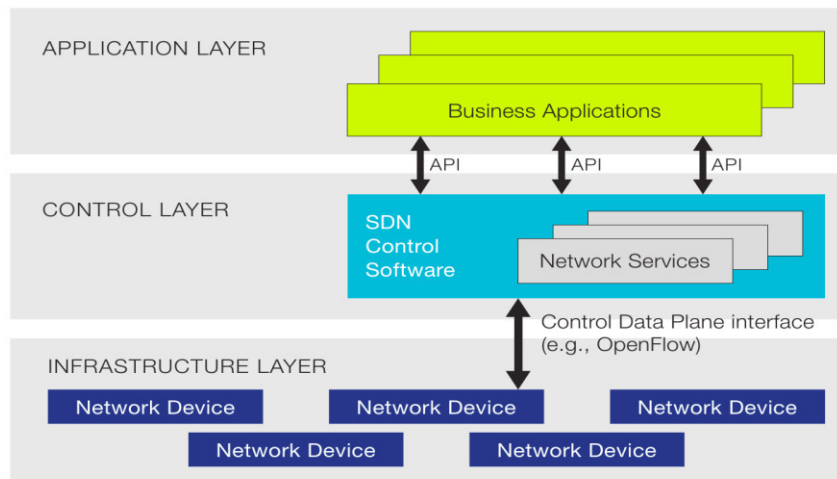 APPLICATION LAYER
Business Applications
API
API
API
CONTROL LAYER
SDN
Control
Software
Network Services
Control Data Plane interface
(e.g., OpenFlow)
INFRASTRUCTURE LAYER
Network Device
Network Device
Network Device
Network Device
Network Device